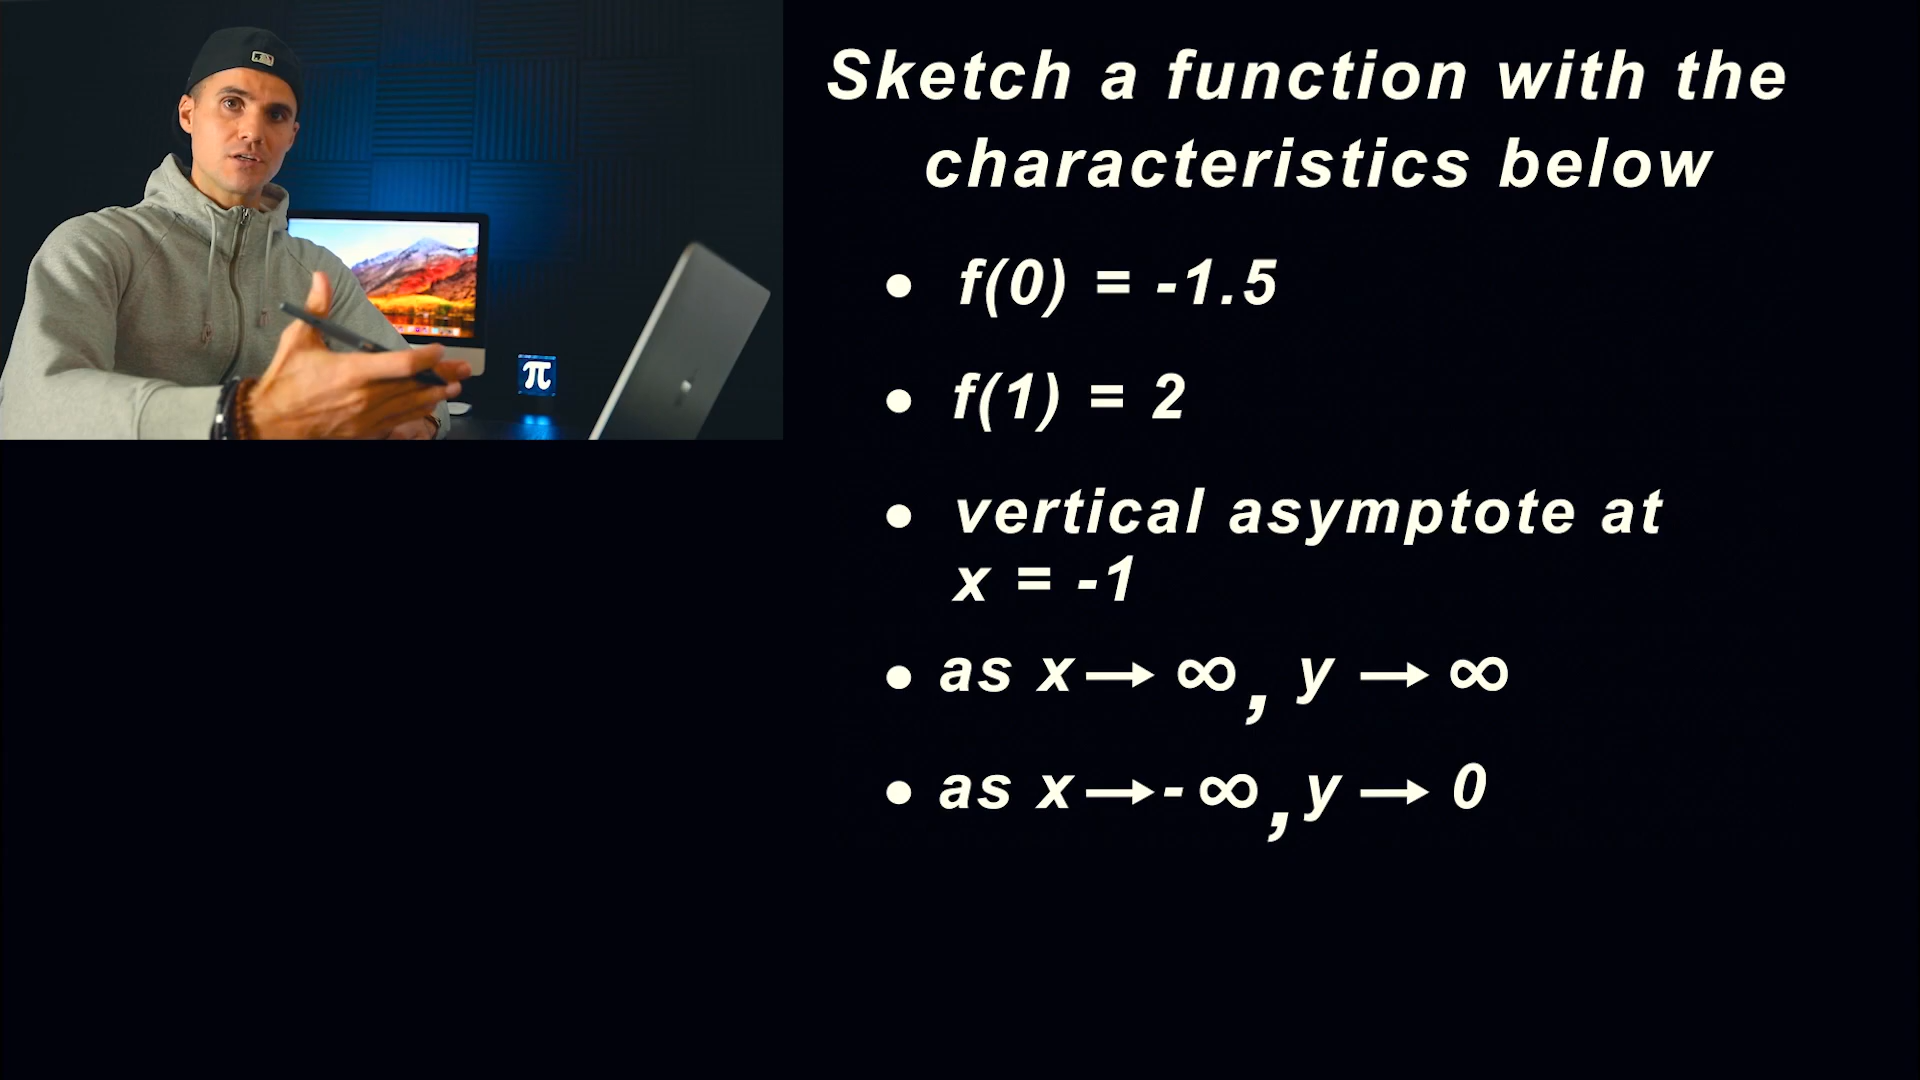 Sketch a function with the
characteristics below
• f(0) = -1.5
• f(1) = 2
• vertical asymptote at
x = -1
• as x→ ∞, y → ∞
• as x→-∞, y → 0
π